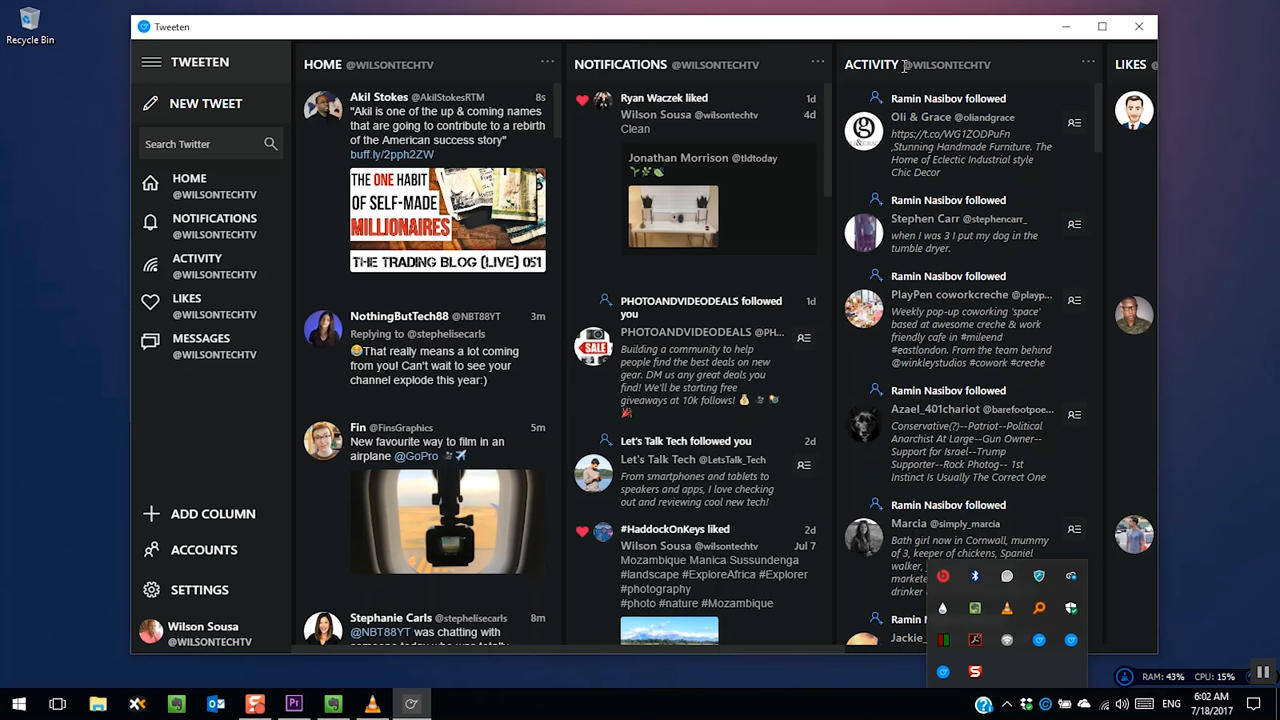 Recycle Bin
Tweeten
TWEETEN
NEW TWEET
Search Twitter
HOME
@WILSONTECHTV
NOTIFICATIONS
@WILSONTECHTV
ACTIVITY
@WILSONTECHTV
LIKES
@WILSONTECHTV
MESSAGES
@WILSONTECHTV
ADD COLUMN
ACCOUNTS
SETTINGS
Wilson Sousa
@WILSONTECHTV
HOME @WILSONTECHTV
Akil Stokes @AkilStokesRTM 8s
"Akil is one of the up & coming names
that are going to contribute to a rebirth
of the American success story"
buff.ly/2pph2ZW
THE ONE HABIT
OF SELF-MADE
MILLIONAIRES
THE TRADING BLOG (LIVE) 051
NothingButTech88 @NBT88YT 3m
Replying to @stephelisecarls
😂That really means a lot coming
from you! Can't wait to see your
channel explode this year:)
Fin @FinsGraphics 5m
New favourite way to film in an
airplane @GoPro
Stephanie Carls @stephelisecarls 8m
@NBT88YT was chatting with
NOTIFICATIONS @WILSONTECHTV
Ryan Waczek liked 1d
Wilson Sousa @wilsontechtv 4d
Clean
Jonathan Morrison @tldtoday
PHOTOANDVIDEODEALS followed 1d
you
PHOTOANDVIDEODEALS @PH...
SALE
Building a community to help
people find the best deals on new
gear. DM us any great deals you
find! We'll be starting free
giveaways at 10k follows!
Let's Talk Tech followed you 2d
Let's Talk Tech @LetsTalk_Tech
From smartphones and tablets to
speakers and apps, I love checking
out and reviewing cool new tech!
#HaddockOnKeys liked 2d
Wilson Sousa @wilsontechtv Jul 7
Mozambique Manica Sussundenga
#landscape #ExploreAfrica #Explorer
#photography
#photo #nature #Mozambique
ACTIVITY @WILSONTECHTV
Ramin Nasibov followed
Oli & Grace @oliandgrace
https://t.co/WG1ZODPuFn
,Stunning Handmade Furniture. The
Home of Eclectic Industrial style
Chic Decor
Ramin Nasibov followed
Stephen Carr @stephencarr_
when I was 3 I put my dog in the
tumble dryer.
Ramin Nasibov followed
PlayPen coworkcreche @playp...
Weekly pop-up coworking 'space'
based at awesome creche & work
friendly cafe in #mileend
#eastlondon. From the team behind
@winkleystudios #cowork #creche
Ramin Nasibov followed
Azael_401chariot @barefootpoe...
Conservative(?)--Patriot--Political
Anarchist At Large--Gun Owner--
Support for Israel--Trump
Supporter--Rock Photog-- 1st
Instinct Is Usually The Correct One
Ramin Nasibov followed
Marcia @simply_marcia
Bath girl now in Cornwall, mummy
of 3, keeper of chickens, Spaniel
walker,
markete
drinker
Ramin N
Jackie_
LIKES @
RAM: 43% CPU: 15%
ENG
6:02 AM
7/18/2017